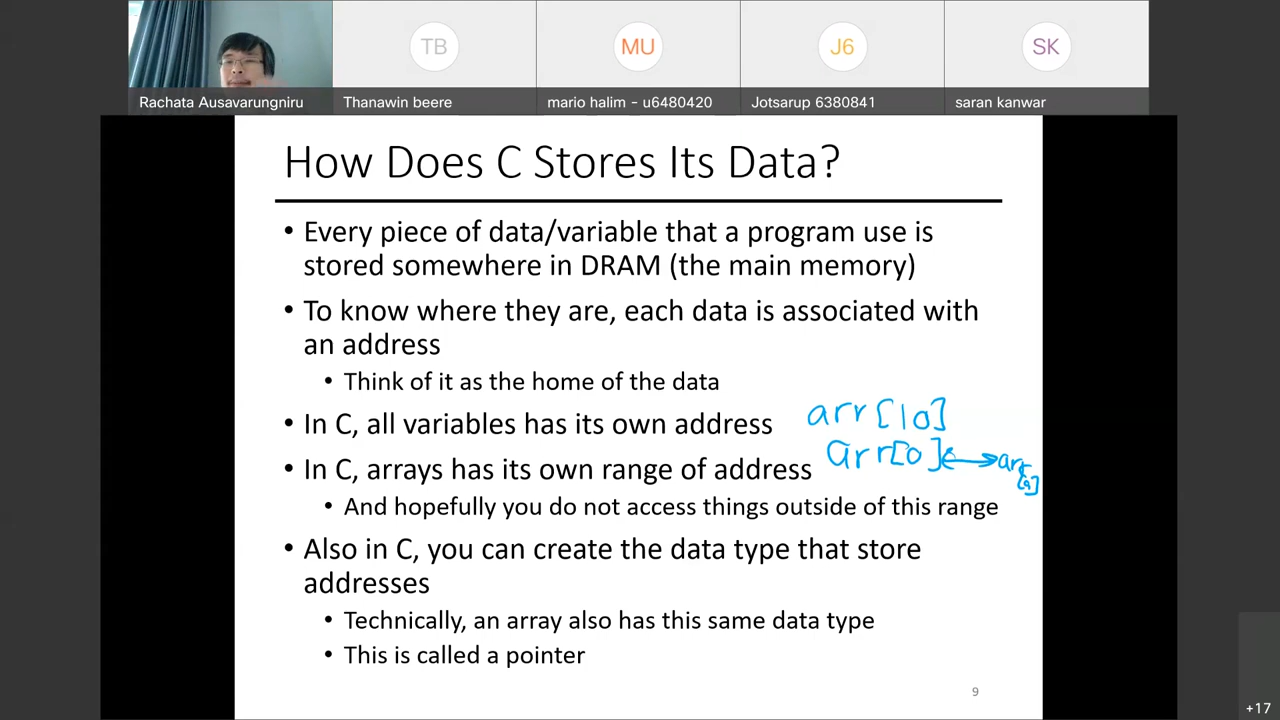 TB
MU
J6
SK
Rachata Ausavarungniru
Thanawin beere
mario halim - u6480420
Jotsarup 6380841
saran kanwar
How Does C Stores Its Data?
• Every piece of data/variable that a program use is
stored somewhere in DRAM (the main memory)
• To know where they are, each data is associated with
an address
• Think of it as the home of the data
• In C, all variables has its own address
arr[10]
• In C, arrays has its own range of address
arr[0] ↔ arr
[9]
• And hopefully you do not access things outside of this range
• Also in C, you can create the data type that store
addresses
• Technically, an array also has this same data type
• This is called a pointer
9
+17